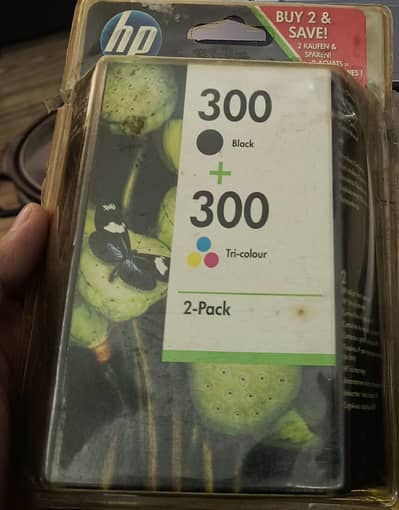 hp
BUY 2 &
SAVE!
2 KAUFEN &
SPAREN!
300
Black
+
300
Tri-colour
2-Pack